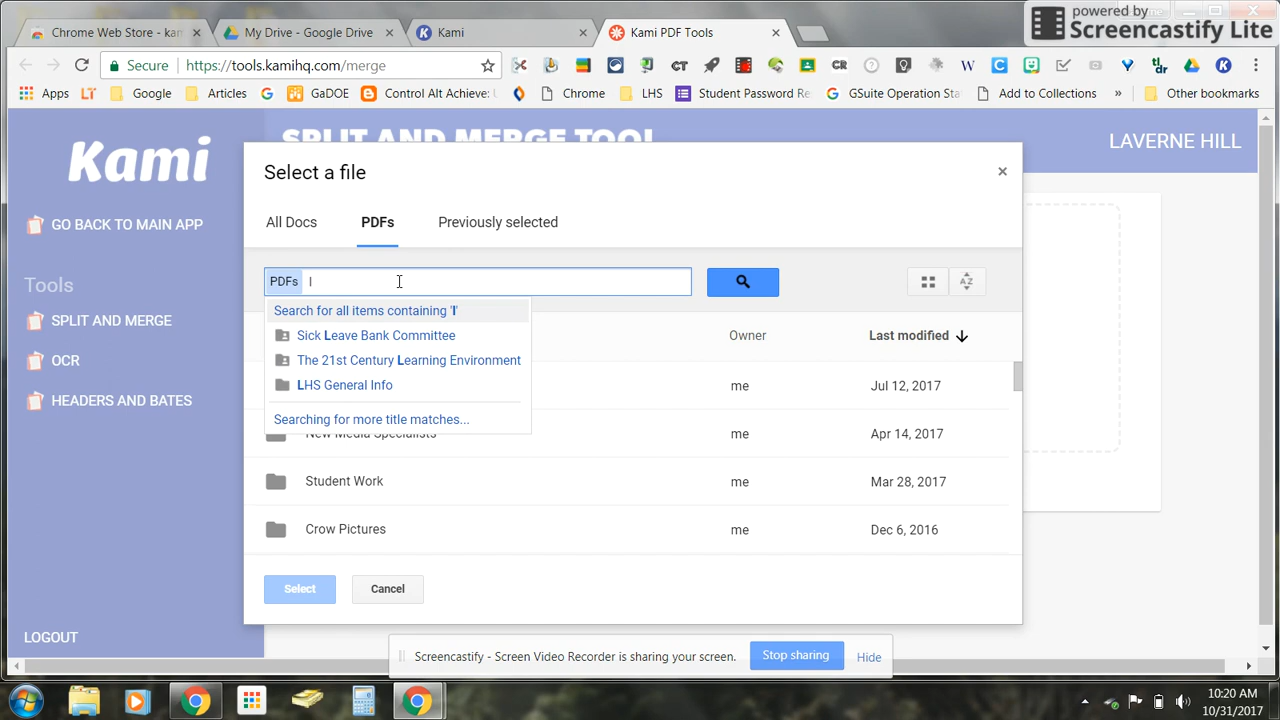 Chrome Web Store - kam
My Drive - Google Drive
Kami
Kami PDF Tools
powered by
Screencastify Lite
Secure
https://tools.kamihq.com/merge
CT
CR
W
tl;dr
Apps
LT
Google
Articles
GaDOE
Control Alt Achieve:
Chrome
LHS
Student Password Re
GSuite Operation Sta
Add to Collections
»
Other bookmarks
Kami
SPLIT AND MERGE TOOL
LAVERNE HILL
GO BACK TO MAIN APP
Tools
SPLIT AND MERGE
OCR
HEADERS AND BATES
LOGOUT
Select a file
×
All Docs
PDFs
Previously selected
PDFs l
Search for all items containing 'l'
Sick Leave Bank Committee
The 21st Century Learning Environment
LHS General Info
Searching for more title matches...
Owner
Last modified
me
Jul 12, 2017
New Media Specialists
me
Apr 14, 2017
Student Work
me
Mar 28, 2017
Crow Pictures
me
Dec 6, 2016
Select
Cancel
Screencastify - Screen Video Recorder is sharing your screen.
Stop sharing
Hide
10:20 AM
10/31/2017